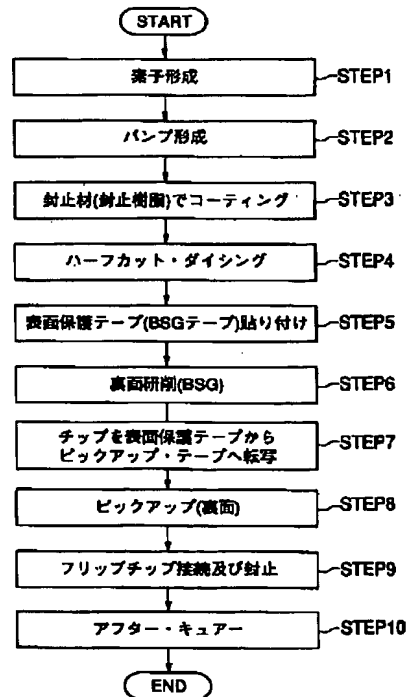 START
素子形成
STEP1
バンプ形成
STEP2
封止材(封止樹脂)でコーティング
STEP3
ハーフカット・ダイシング
STEP4
表面保護テープ(BSGテープ)貼り付け
STEP5
裏面研削(BSG)
STEP6
チップを表面保護テープから
ピックアップ・テープへ転写
STEP7
ピックアップ(裏面)
STEP8
フリップチップ接続及び封止
STEP9
アフター・キュアー
STEP10
END